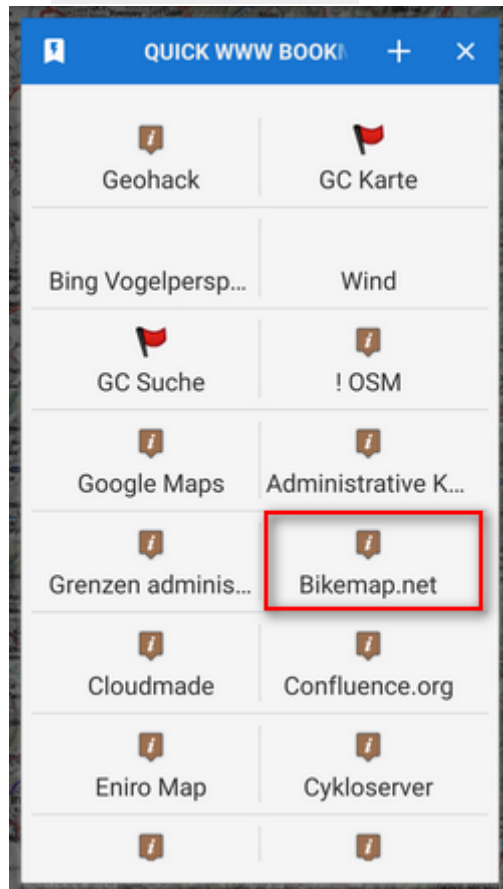 QUICK WWW BOOK
Geohack
GC Karte
Bing Vogelpersp...
Wind
GC Suche
! OSM
Google Maps
Administrative K...
Grenzen adminis...
Bikemap.net
Cloudmade
Confluence.org
Eniro Map
Cykloserver